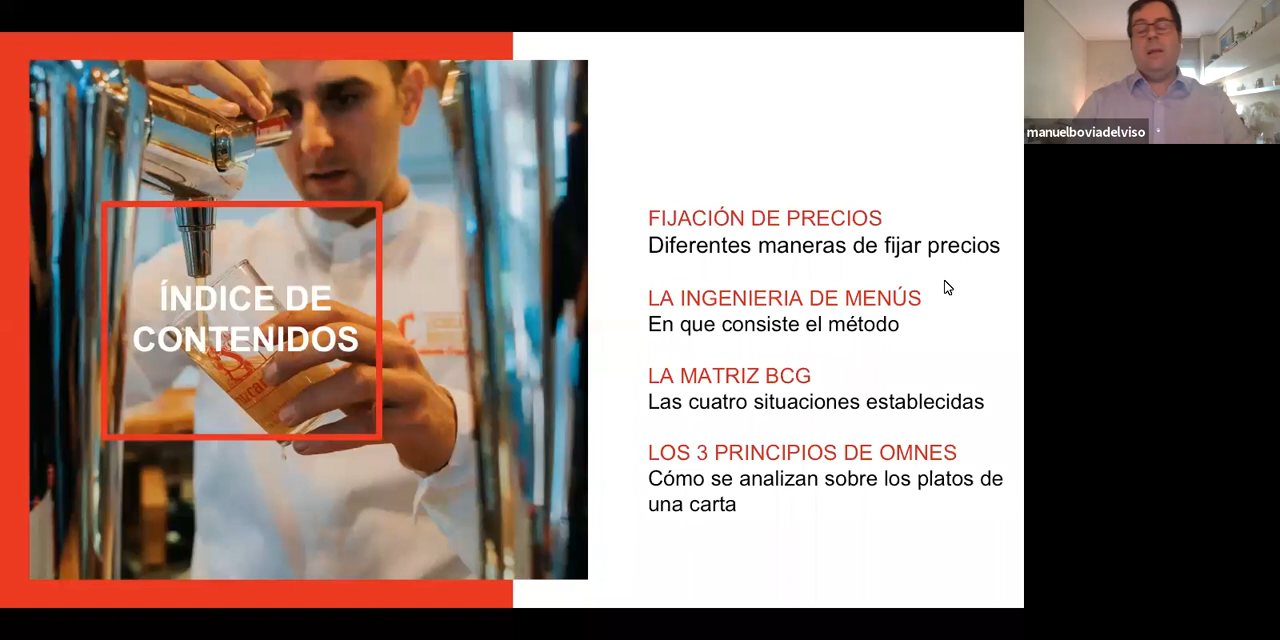 ÍNDICE DE
CONTENIDOS
FIJACIÓN DE PRECIOS
Diferentes maneras de fijar precios
LA INGENIERIA DE MENÚS
En que consiste el método
LA MATRIZ BCG
Las cuatro situaciones establecidas
LOS 3 PRINCIPIOS DE OMNES
Cómo se analizan sobre los platos de
una carta
manuelboviadelviso